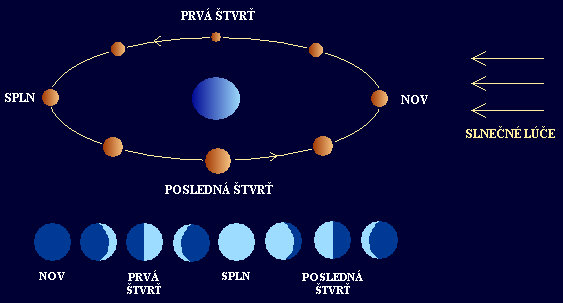 PRVÁ ŠTVRŤ
SPLN
NOV
SLNEČNÉ LÚČE
POSLEDNÁ ŠTVRŤ
NOV
PRVÁ
ŠTVRŤ
SPLN
POSLEDNÁ
ŠTVRŤ